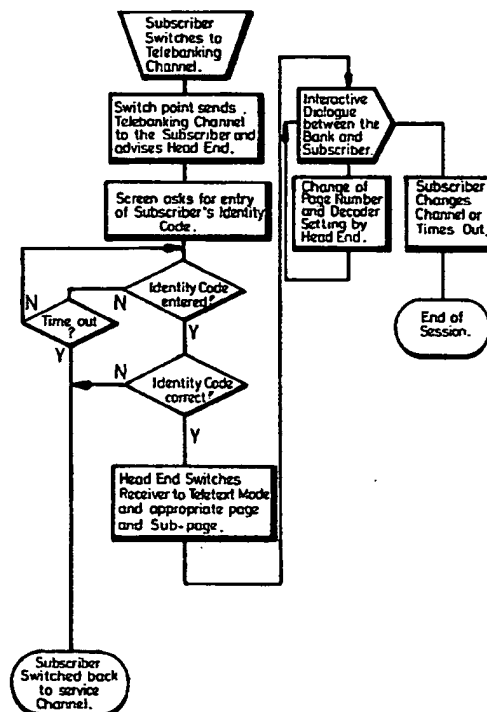 Subscriber
Switches to
Telebanking
Channel.
Switch point sends
Telebanking Channel
to the Subscriber and
advises Head End.
Screen asks for entry
of Subscriber's Identity
Code.
Identity Code
entered?
N
N
Time out
?
Y
Y
Identity Code
correct?
N
Y
Head End Switches
Receiver to Teletext Mode
and appropriate page
and Sub-page.
Subscriber
Switched back
to service
Channel.
Interactive
Dialogue
between the
Bank and
Subscriber.
Change of
Page Number
and Decoder
Setting by
Head End.
Subscriber
Changes
Channel or
Times Out.
End of
Session.